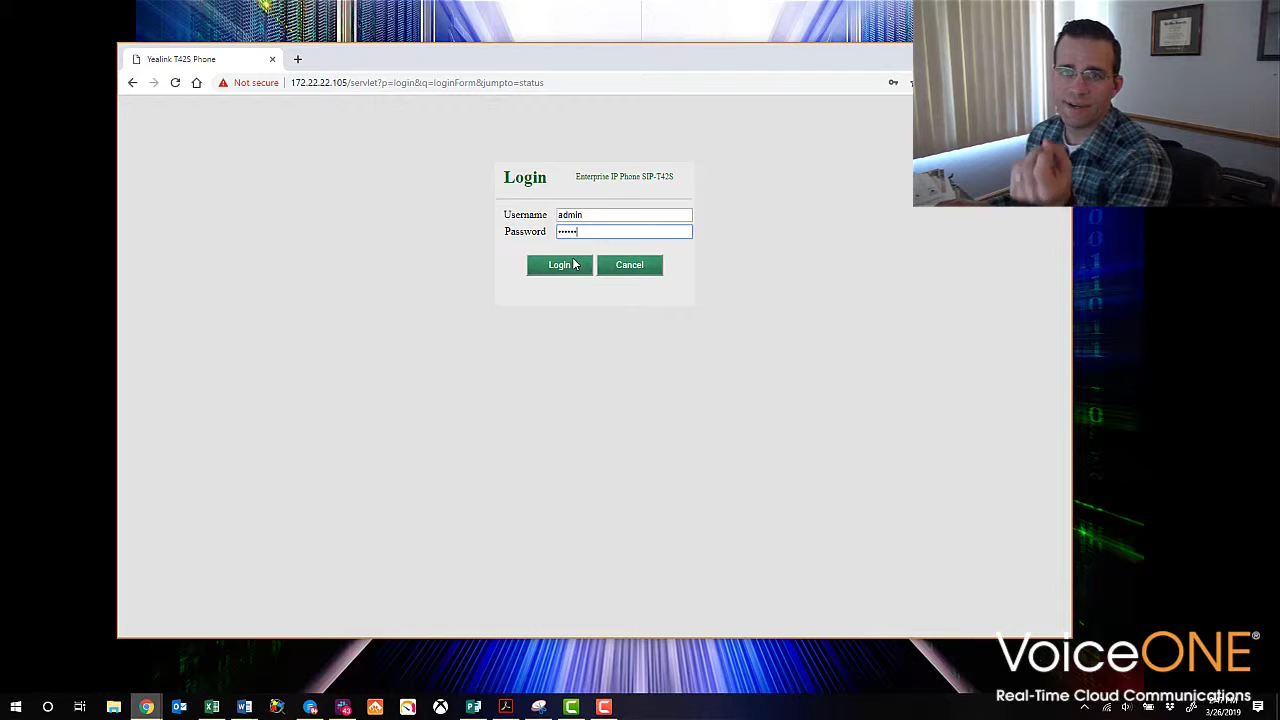 Yealink T42S Phone
Not secure
172.22.22.105/servlet?p=login&q=loginForm&jumpto=status
Login
Enterprise IP Phone SIP-T42S
Username
admin
Password
••••••
Login
Cancel
VoiceONE®
Real-Time Cloud Communications
3/26/2019